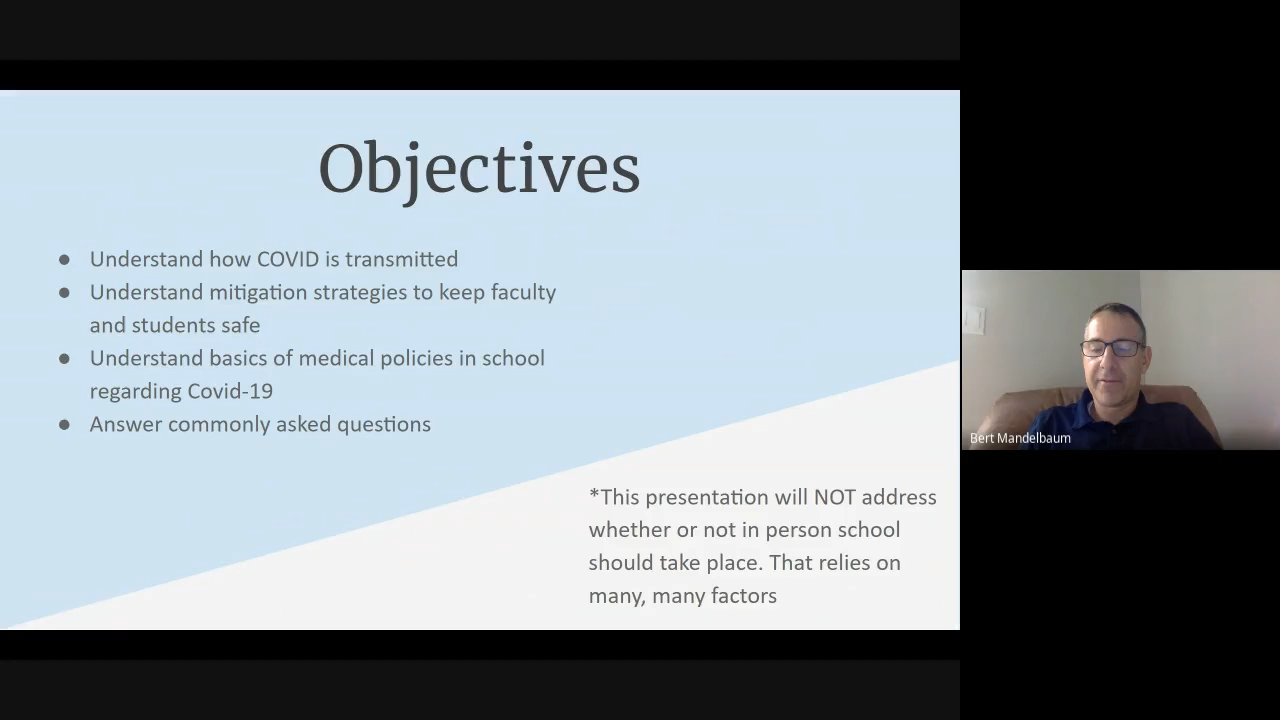 Objectives
● Understand how COVID is transmitted
● Understand mitigation strategies to keep faculty
and students safe
● Understand basics of medical policies in school
regarding Covid-19
● Answer commonly asked questions
*This presentation will NOT address
whether or not in person school
should take place. That relies on
many, many factors
Bert Mandelbaum